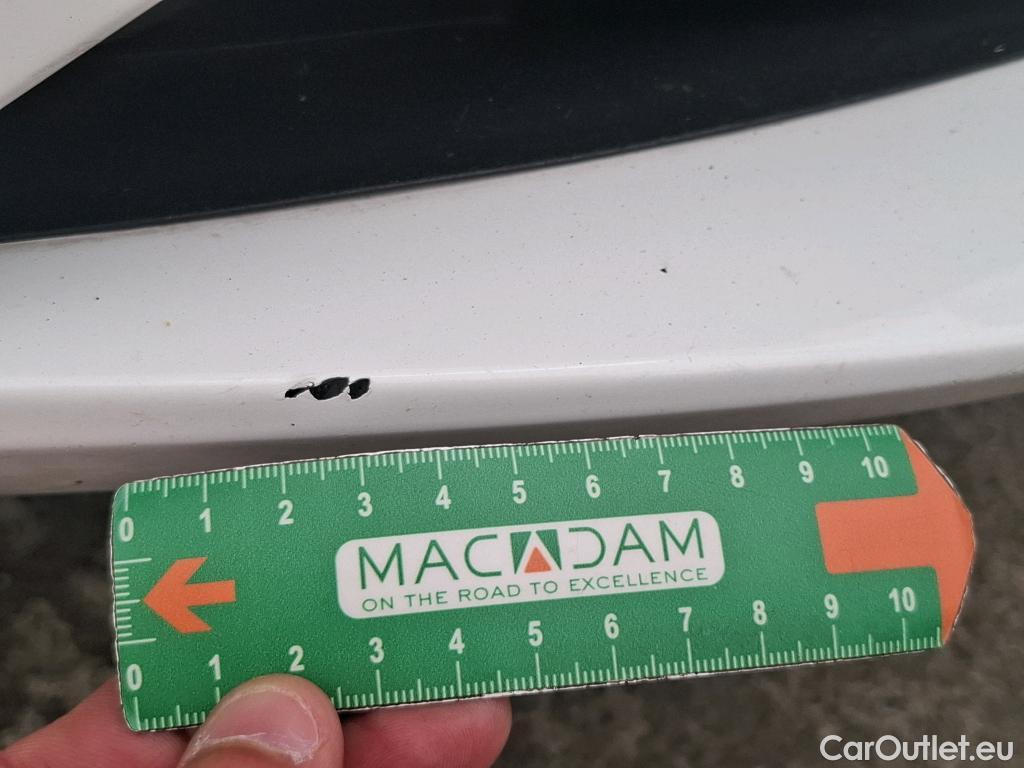 0 1 2 3 4 5 6 7 8 9 10
MACADAM
ON THE ROAD TO EXCELLENCE
0 1 2 3 4 5 6 7 8 9 10
CarOutlet.eu